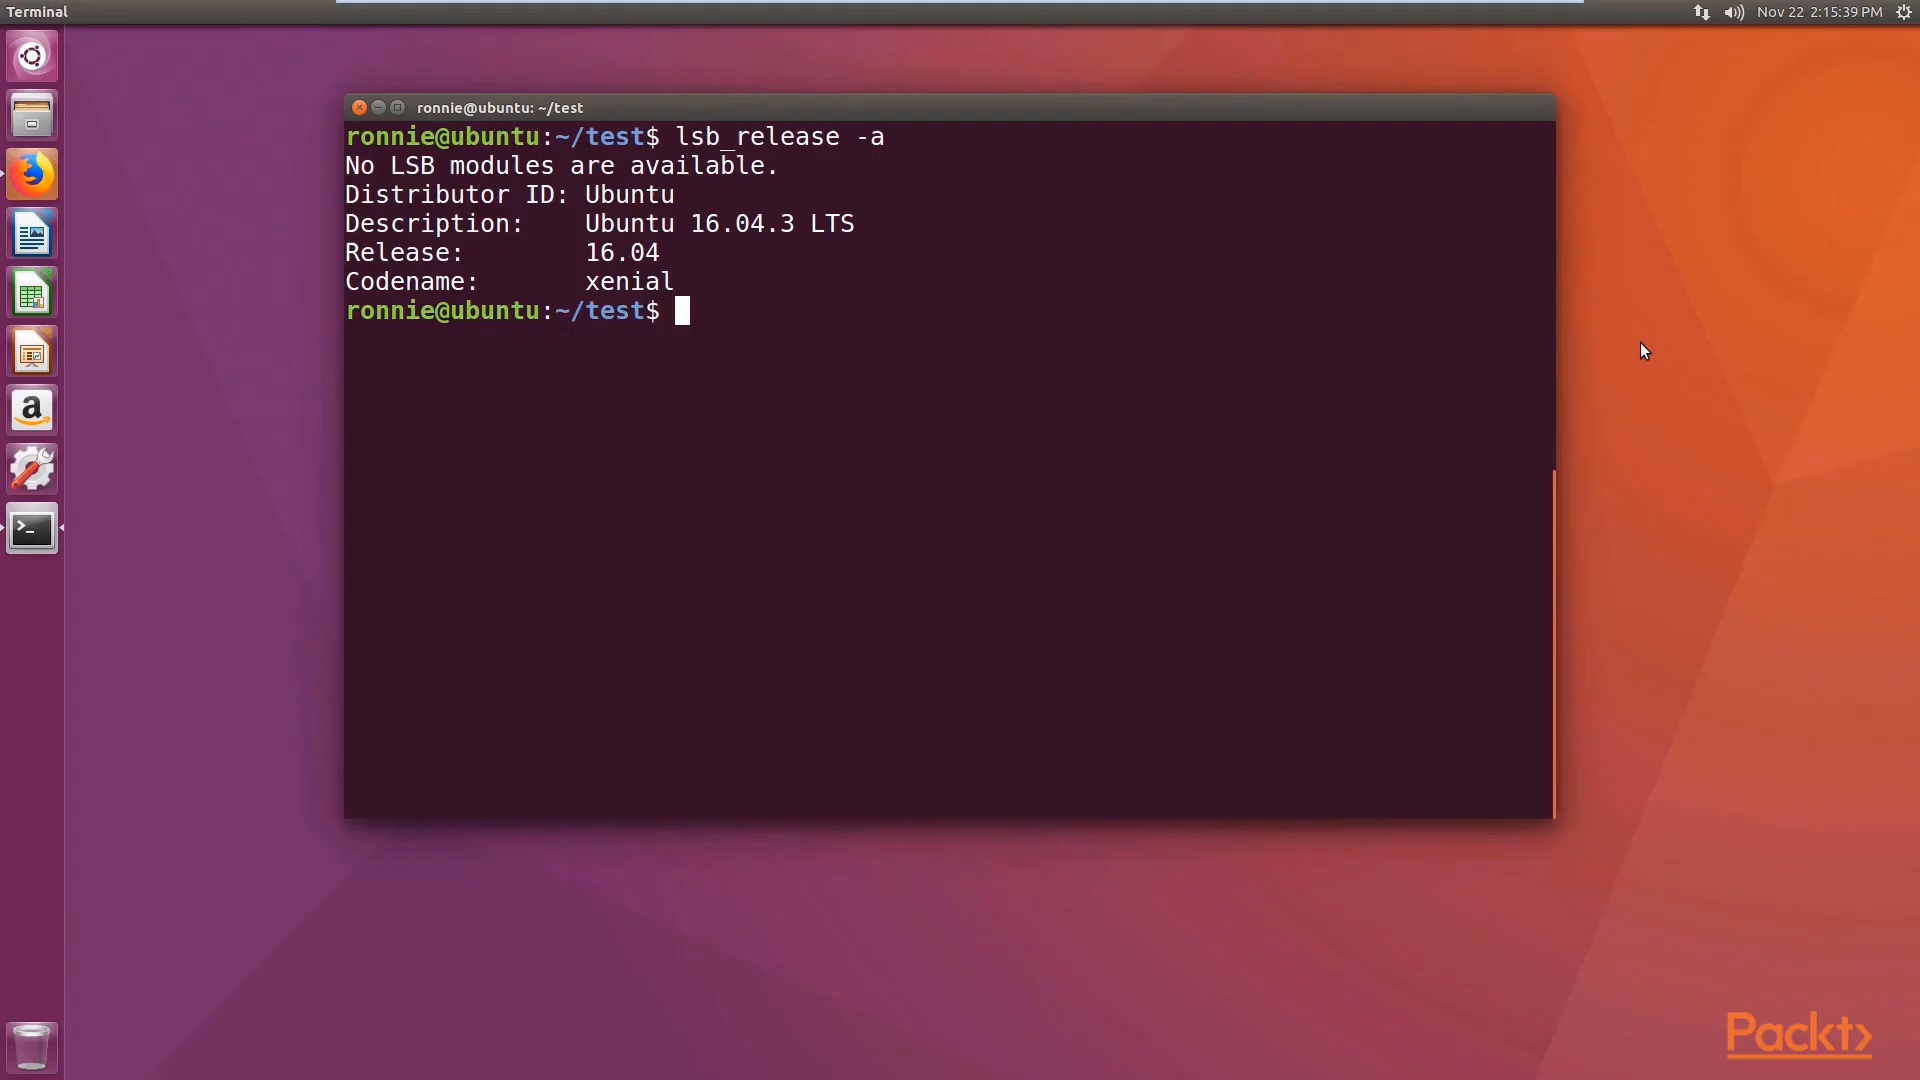 Terminal
Nov 22 2:15:39 PM
ronnie@ubuntu: ~/test
ronnie@ubuntu:~/test$ lsb_release -a
No LSB modules are available.
Distributor ID: Ubuntu
Description:    Ubuntu 16.04.3 LTS
Release:        16.04
Codename:       xenial
ronnie@ubuntu:~/test$
a
>_
Packt>